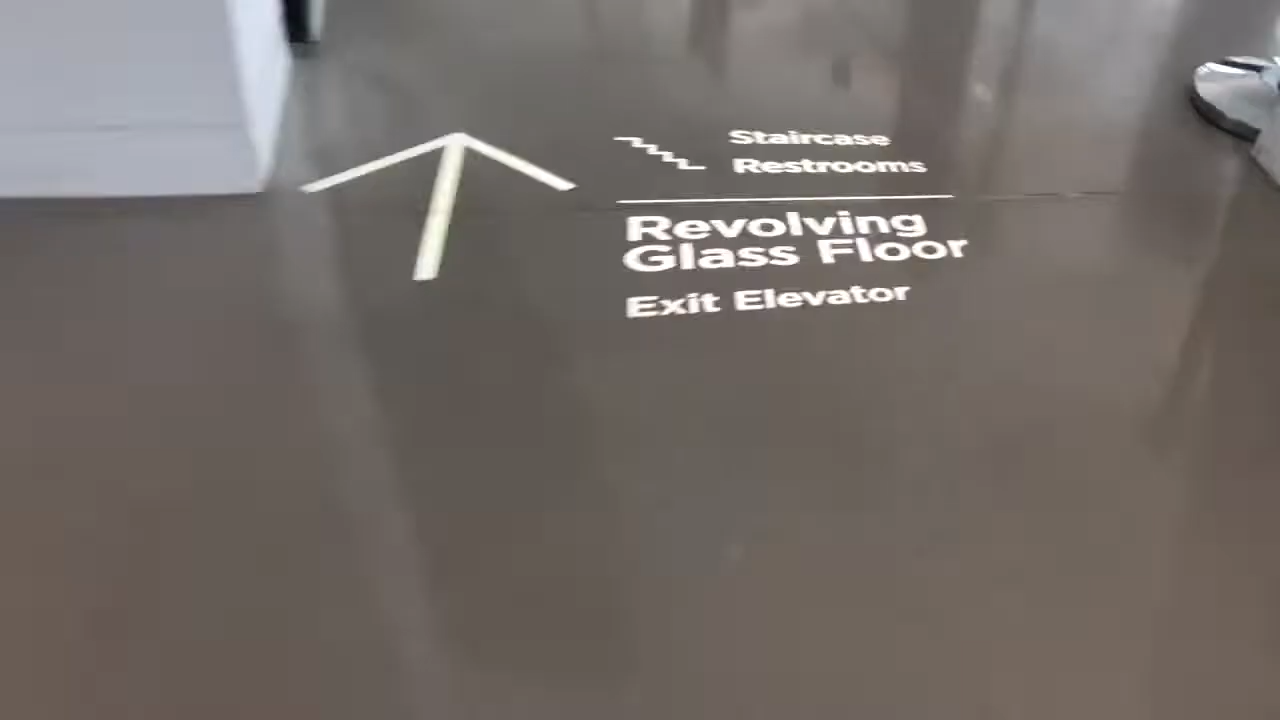 Staircase
Restrooms
Revolving
Glass Floor
Exit Elevator